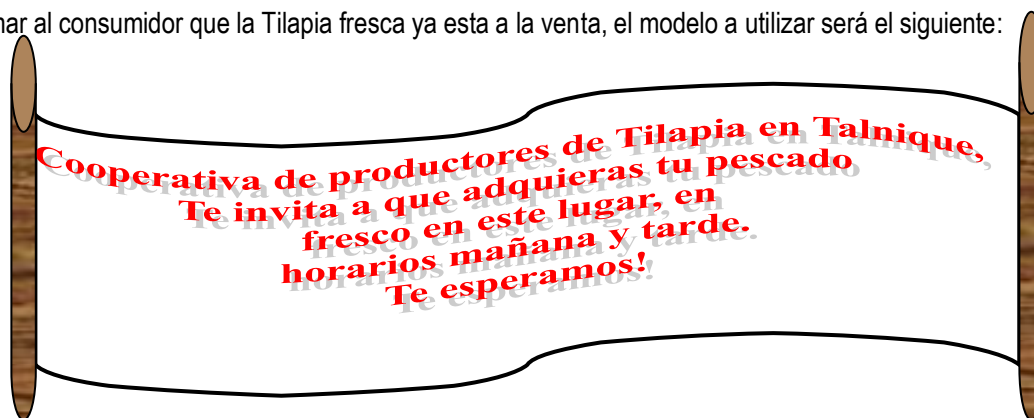 mar al consumidor que la Tilapia fresca ya esta a la venta, el modelo a utilizar será el siguiente:
Cooperativa de productores de Tilapia en Talnique,
Te invita a que adquieras tu pescado
fresco en este lugar, en
horarios mañana y tarde.
Te esperamos!